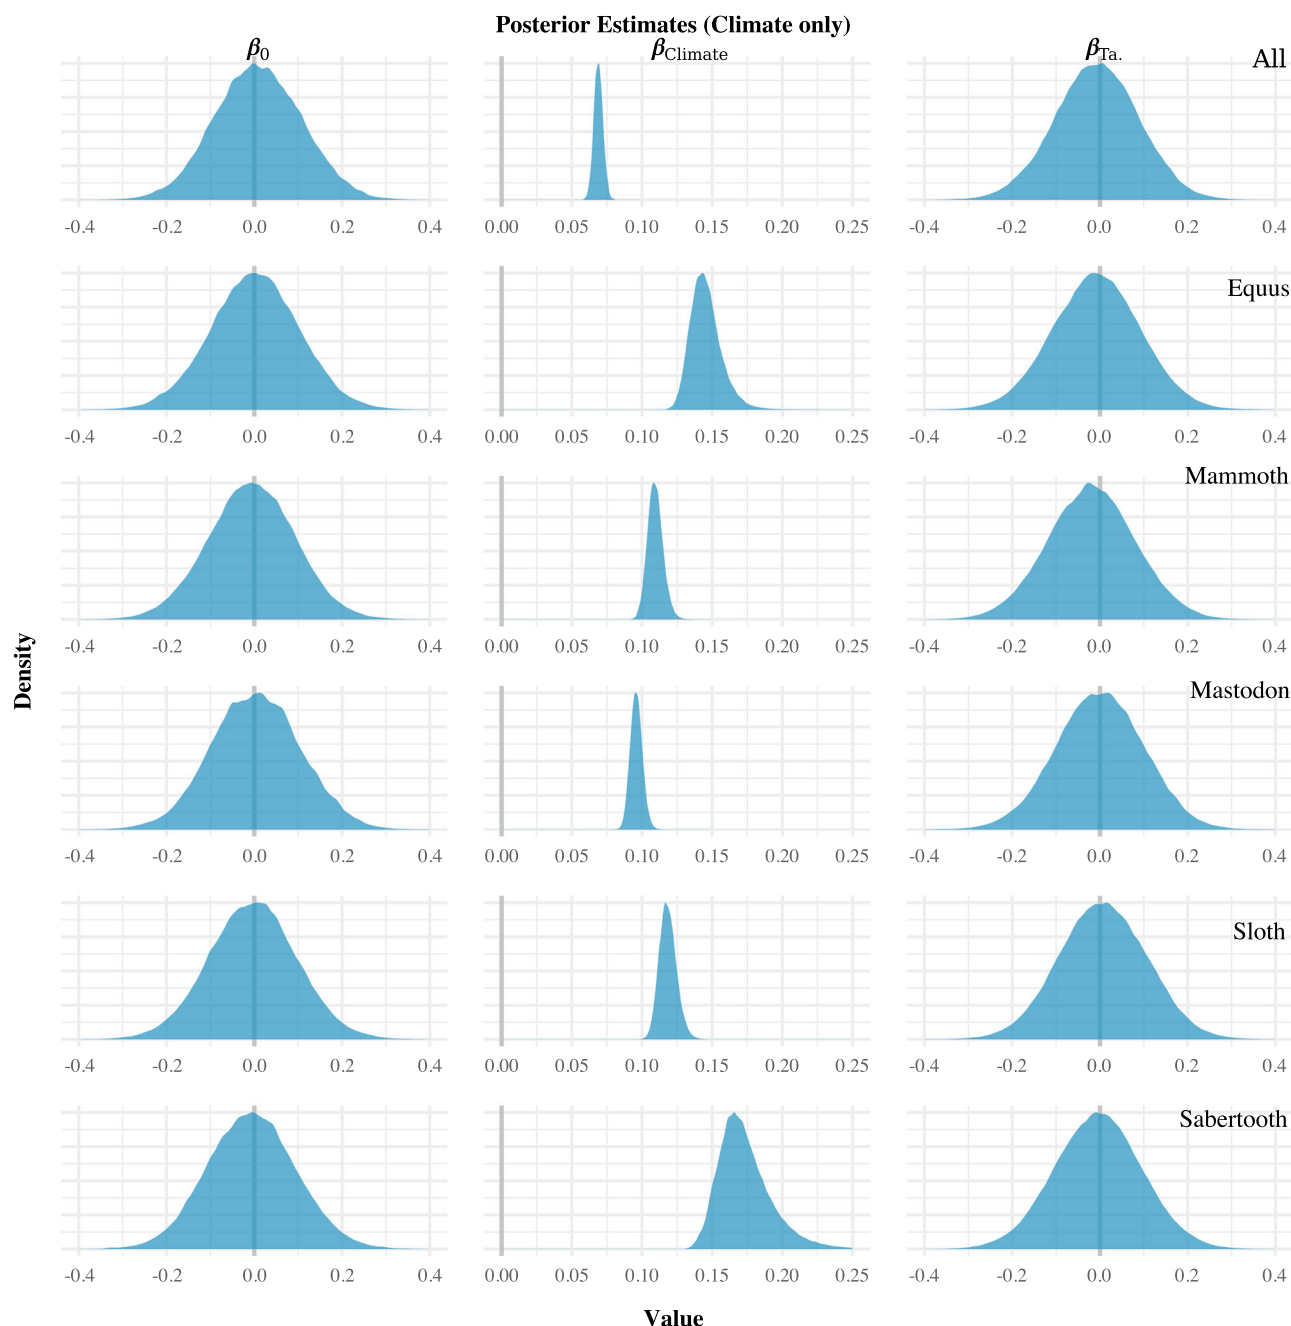 Posterior Estimates (Climate only)
β0 βClimate βTa.
All
-0.4 -0.2 0.0 0.2 0.4 0.00 0.05 0.10 0.15 0.20 0.25 -0.4 -0.2 0.0 0.2 0.4
Equus
-0.4 -0.2 0.0 0.2 0.4 0.00 0.05 0.10 0.15 0.20 0.25 -0.4 -0.2 0.0 0.2 0.4
Mammoth
-0.4 -0.2 0.0 0.2 0.4 0.00 0.05 0.10 0.15 0.20 0.25 -0.4 -0.2 0.0 0.2 0.4
Density
Mastodon
-0.4 -0.2 0.0 0.2 0.4 0.00 0.05 0.10 0.15 0.20 0.25 -0.4 -0.2 0.0 0.2 0.4
Sloth
-0.4 -0.2 0.0 0.2 0.4 0.00 0.05 0.10 0.15 0.20 0.25 -0.4 -0.2 0.0 0.2 0.4
Sabertooth
-0.4 -0.2 0.0 0.2 0.4 0.00 0.05 0.10 0.15 0.20 0.25 -0.4 -0.2 0.0 0.2 0.4
Value